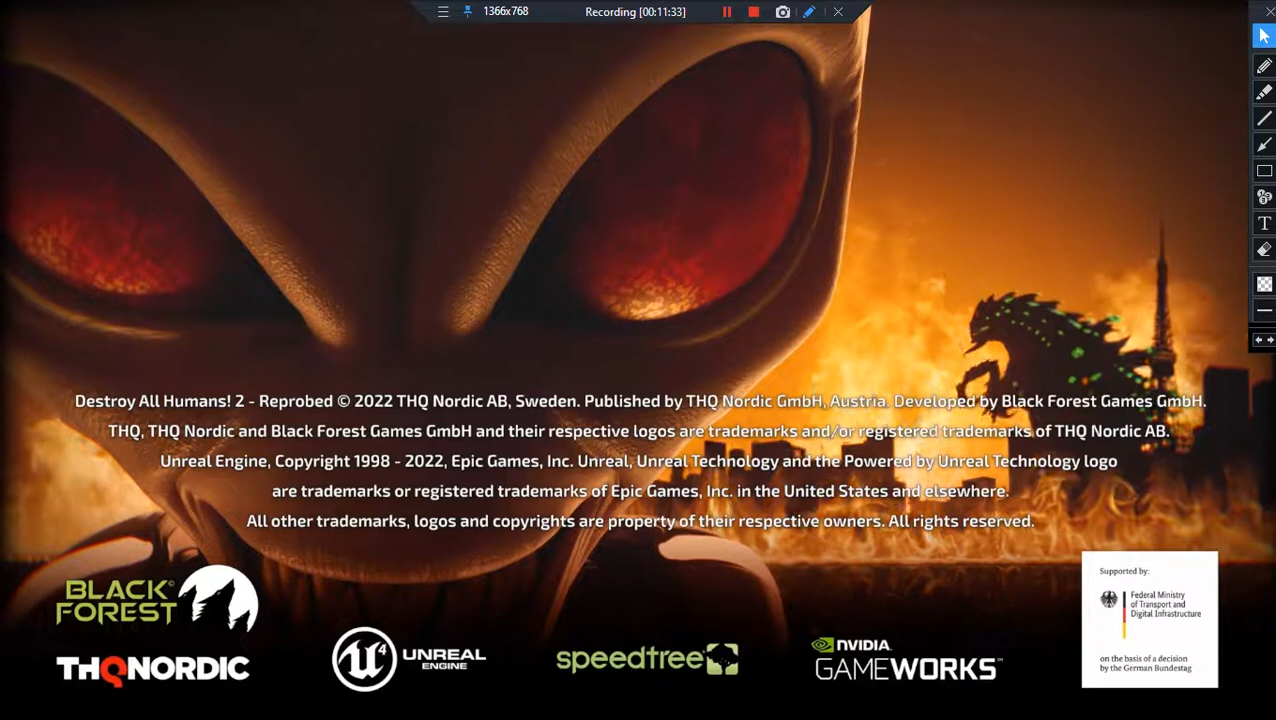 1366x768
Recording [00:11:33]
T
Destroy All Humans! 2 - Reprobed © 2022 THQ Nordic AB, Sweden. Published by THQ Nordic GmbH, Austria. Developed by Black Forest Games GmbH.
THQ, THQ Nordic and Black Forest Games GmbH and their respective logos are trademarks and/or registered trademarks of THQ Nordic AB.
Unreal Engine, Copyright 1998 - 2022, Epic Games, Inc. Unreal, Unreal Technology and the Powered by Unreal Technology logo
are trademarks or registered trademarks of Epic Games, Inc. in the United States and elsewhere.
All other trademarks, logos and copyrights are property of their respective owners. All rights reserved.
BLACK©
FOREST
THQNORDIC
U4
UNREAL
ENGINE
speedtree
NVIDIA.
GAMEWORKS™
Supported by:
Federal Ministry
of Transport and
Digital Infrastructure
on the basis of a decision
by the German Bundestag